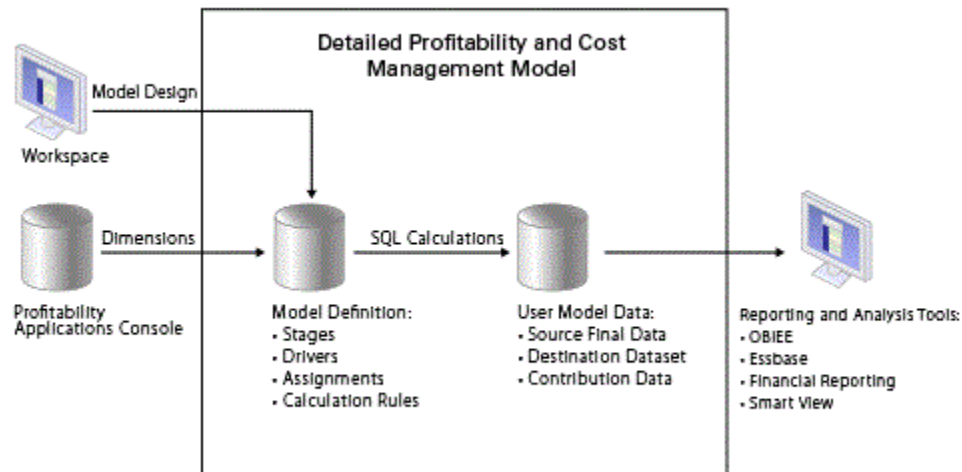 Detailed Profitability and Cost
Management Model
Model Design
Workspace
Dimensions
SQL Calculations
Profitability
Applications Console
Model Definition:
• Stages
• Drivers
• Assignments
• Calculation Rules
User Model Data:
• Source Final Data
• Destination Dataset
• Contribution Data
Reporting and Analysis Tools:
• OBIEE
• Essbase
• Financial Reporting
• Smart View